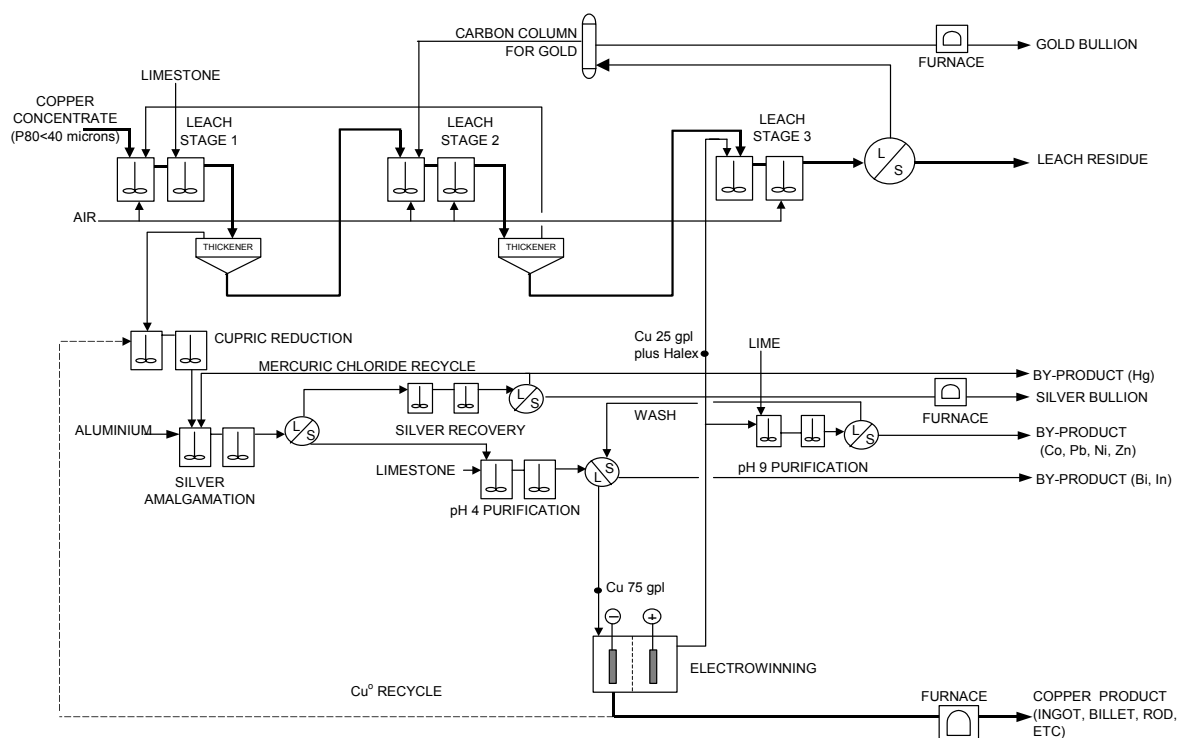 CARBON COLUMN
FOR GOLD
GOLD BULLION
FURNACE
LIMESTONE
COPPER
CONCENTRATE
(P80<40 microns)
LEACH
STAGE 1
LEACH
STAGE 2
LEACH
STAGE 3
L
S
LEACH RESIDUE
AIR
THICKENER
THICKENER
CUPRIC REDUCTION
Cu 25 gpl
plus Halex
LIME
MERCURIC CHLORIDE RECYCLE
BY-PRODUCT (Hg)
L
S
SILVER BULLION
FURNACE
WASH
SILVER RECOVERY
ALUMINIUM
L
S
L
S
BY-PRODUCT
(Co, Pb, Ni, Zn)
pH 9 PURIFICATION
LIMESTONE
S
L
BY-PRODUCT (Bi, In)
SILVER
AMALGAMATION
pH 4 PURIFICATION
Cu 75 gpl
−
+
ELECTROWINNING
Cuº RECYCLE
FURNACE
COPPER PRODUCT
(INGOT, BILLET, ROD,
ETC)